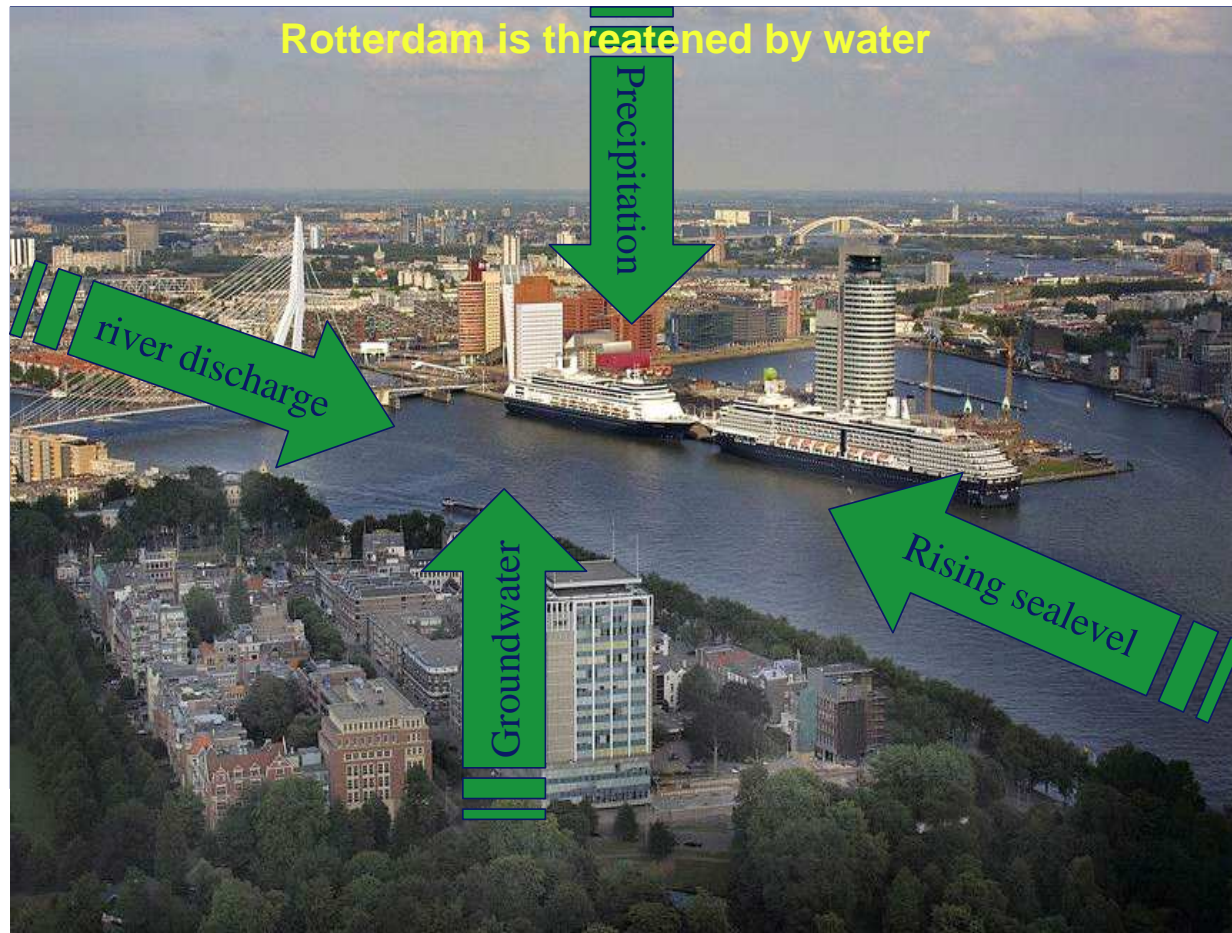 Rotterdam is threatened by water
Precipitation
river discharge
Rising sealevel
Groundwater